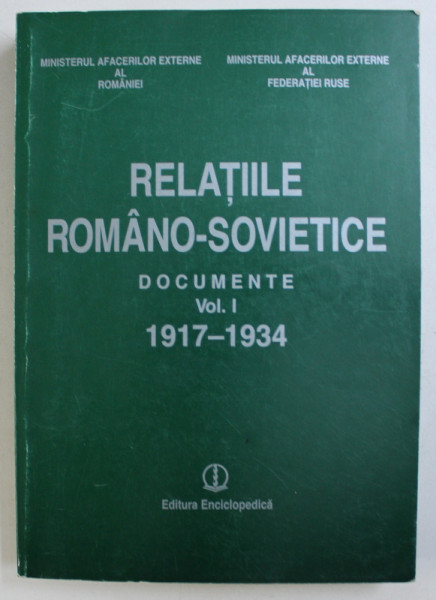 MINISTERUL AFACERILOR EXTERNE
AL
ROMÂNIEI
MINISTERUL AFACERILOR EXTERNE
AL
FEDERAȚIEI RUSE
RELAȚIILE
ROMÂNO-SOVIETICE
DOCUMENTE
Vol. I
1917–1934
Editura Enciclopedică